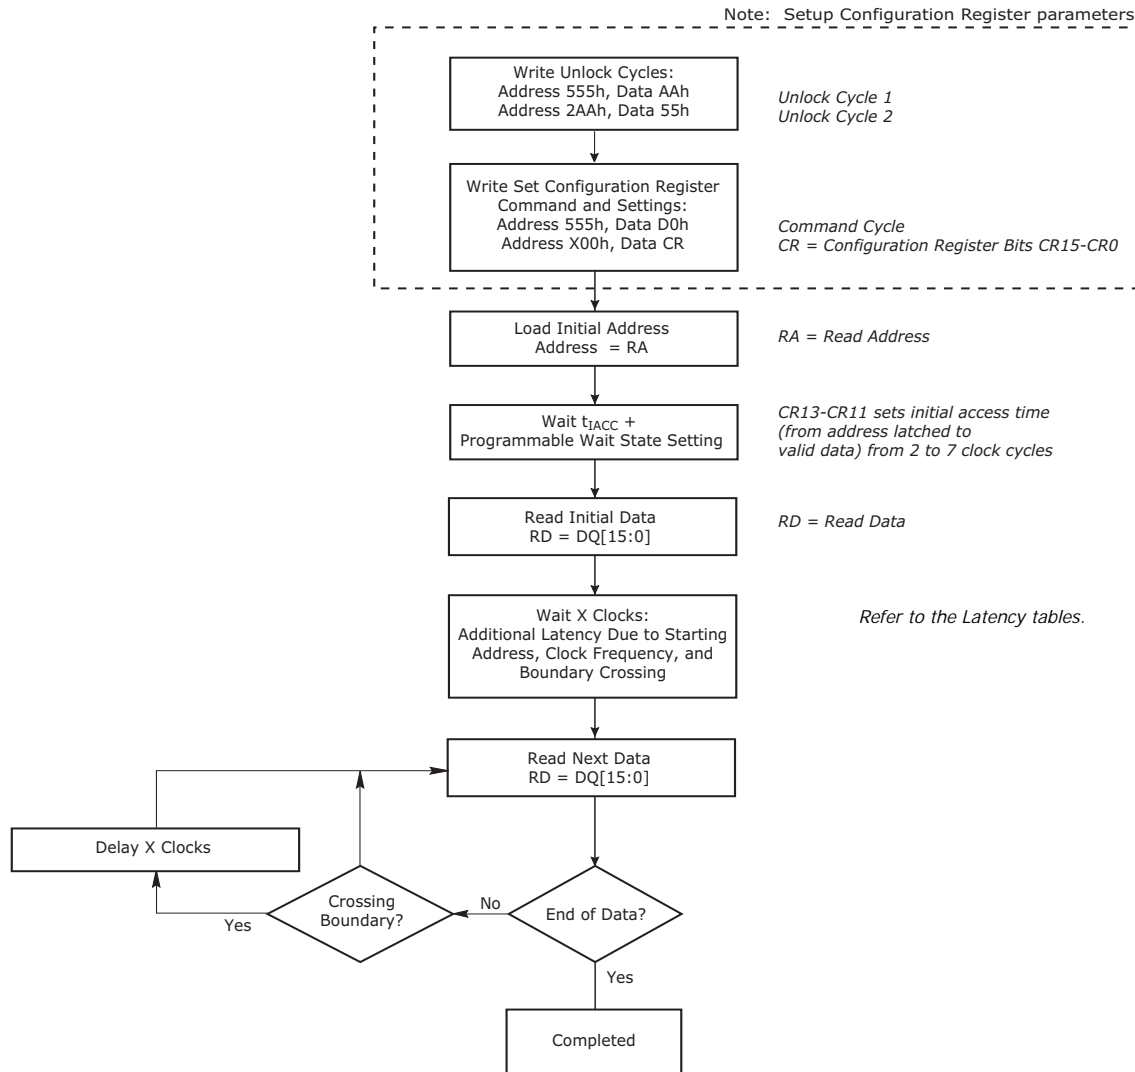 Note: Setup Configuration Register parameters
Write Unlock Cycles:
Address 555h, Data AAh
Address 2AAh, Data 55h
Unlock Cycle 1
Unlock Cycle 2
Write Set Configuration Register
Command and Settings:
Address 555h, Data D0h
Address X00h, Data CR
Command Cycle
CR = Configuration Register Bits CR15-CR0
Load Initial Address
Address = RA
RA = Read Address
Wait tIACC +
Programmable Wait State Setting
CR13-CR11 sets initial access time
(from address latched to
valid data) from 2 to 7 clock cycles
Read Initial Data
RD = DQ[15:0]
RD = Read Data
Wait X Clocks:
Additional Latency Due to Starting
Address, Clock Frequency, and
Boundary Crossing
Refer to the Latency tables.
Read Next Data
RD = DQ[15:0]
Delay X Clocks
Crossing
Boundary?
Yes
No
End of Data?
Yes
Completed